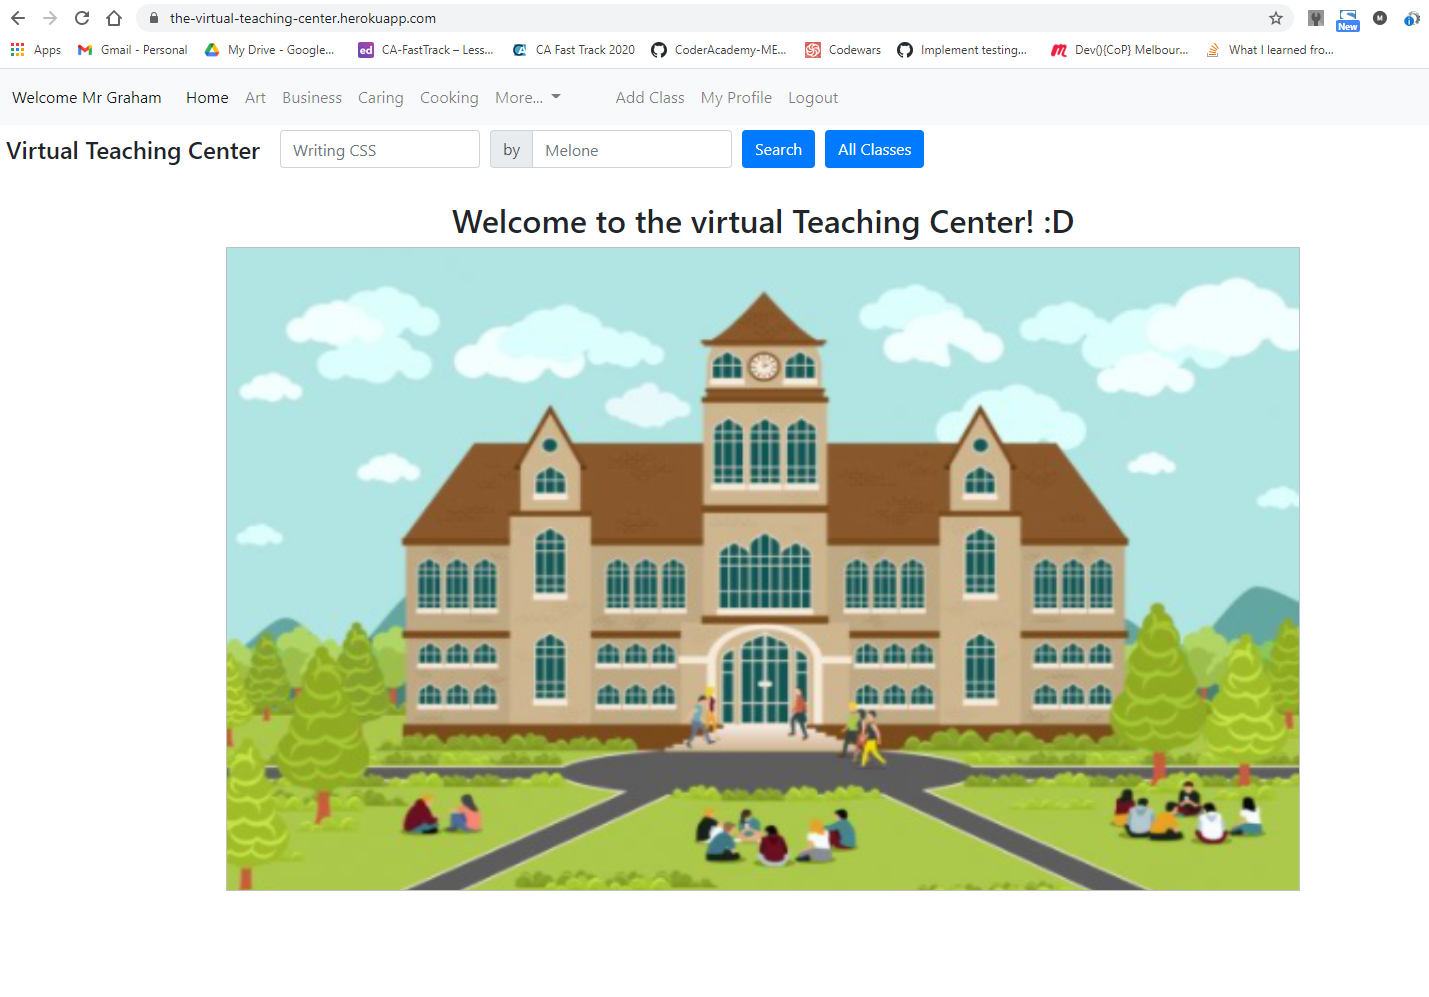 the-virtual-teaching-center.herokuapp.com
New
M
Apps
Gmail - Personal
My Drive - Google...
ed
CA-FastTrack – Less...
CA
CA Fast Track 2020
CoderAcademy-ME...
Codewars
Implement testing...
Dev(){CoP} Melbour...
What I learned fro...
Welcome Mr Graham Home Art Business Caring Cooking More... Add Class My Profile Logout
Virtual Teaching Center Writing CSS by Melone Search All Classes
Welcome to the virtual Teaching Center! :D